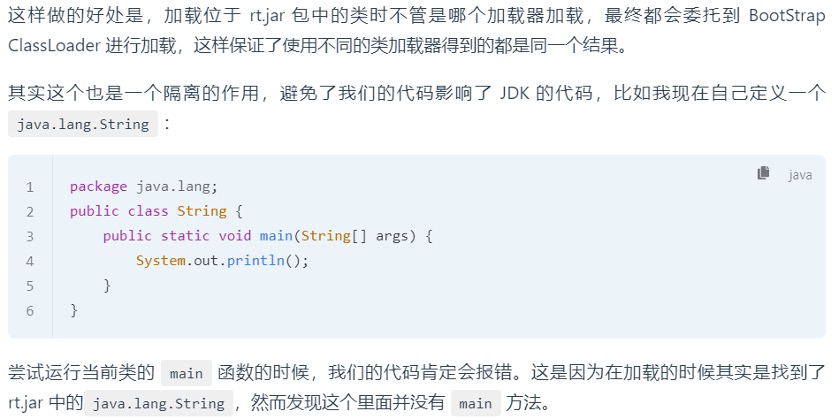 这样做的好处是，加载位于 rt.jar 包中的类时不管是哪个加载器加载，最终都会委托到 BootStrap
ClassLoader 进行加载，这样保证了使用不同的类加载器得到的都是同一个结果。
其实这个也是一个隔离的作用，避免了我们的代码影响了 JDK 的代码，比如我现在自己定义一个
java.lang.String ：
java
1 package java.lang;
2 public class String {
3 public static void main(String[] args) {
4 System.out.println();
5 }
6 }
尝试运行当前类的 main 函数的时候，我们的代码肯定会报错。这是因为在加载的时候其实是找到了
rt.jar 中的 java.lang.String ，然而发现这个里面并没有 main 方法。